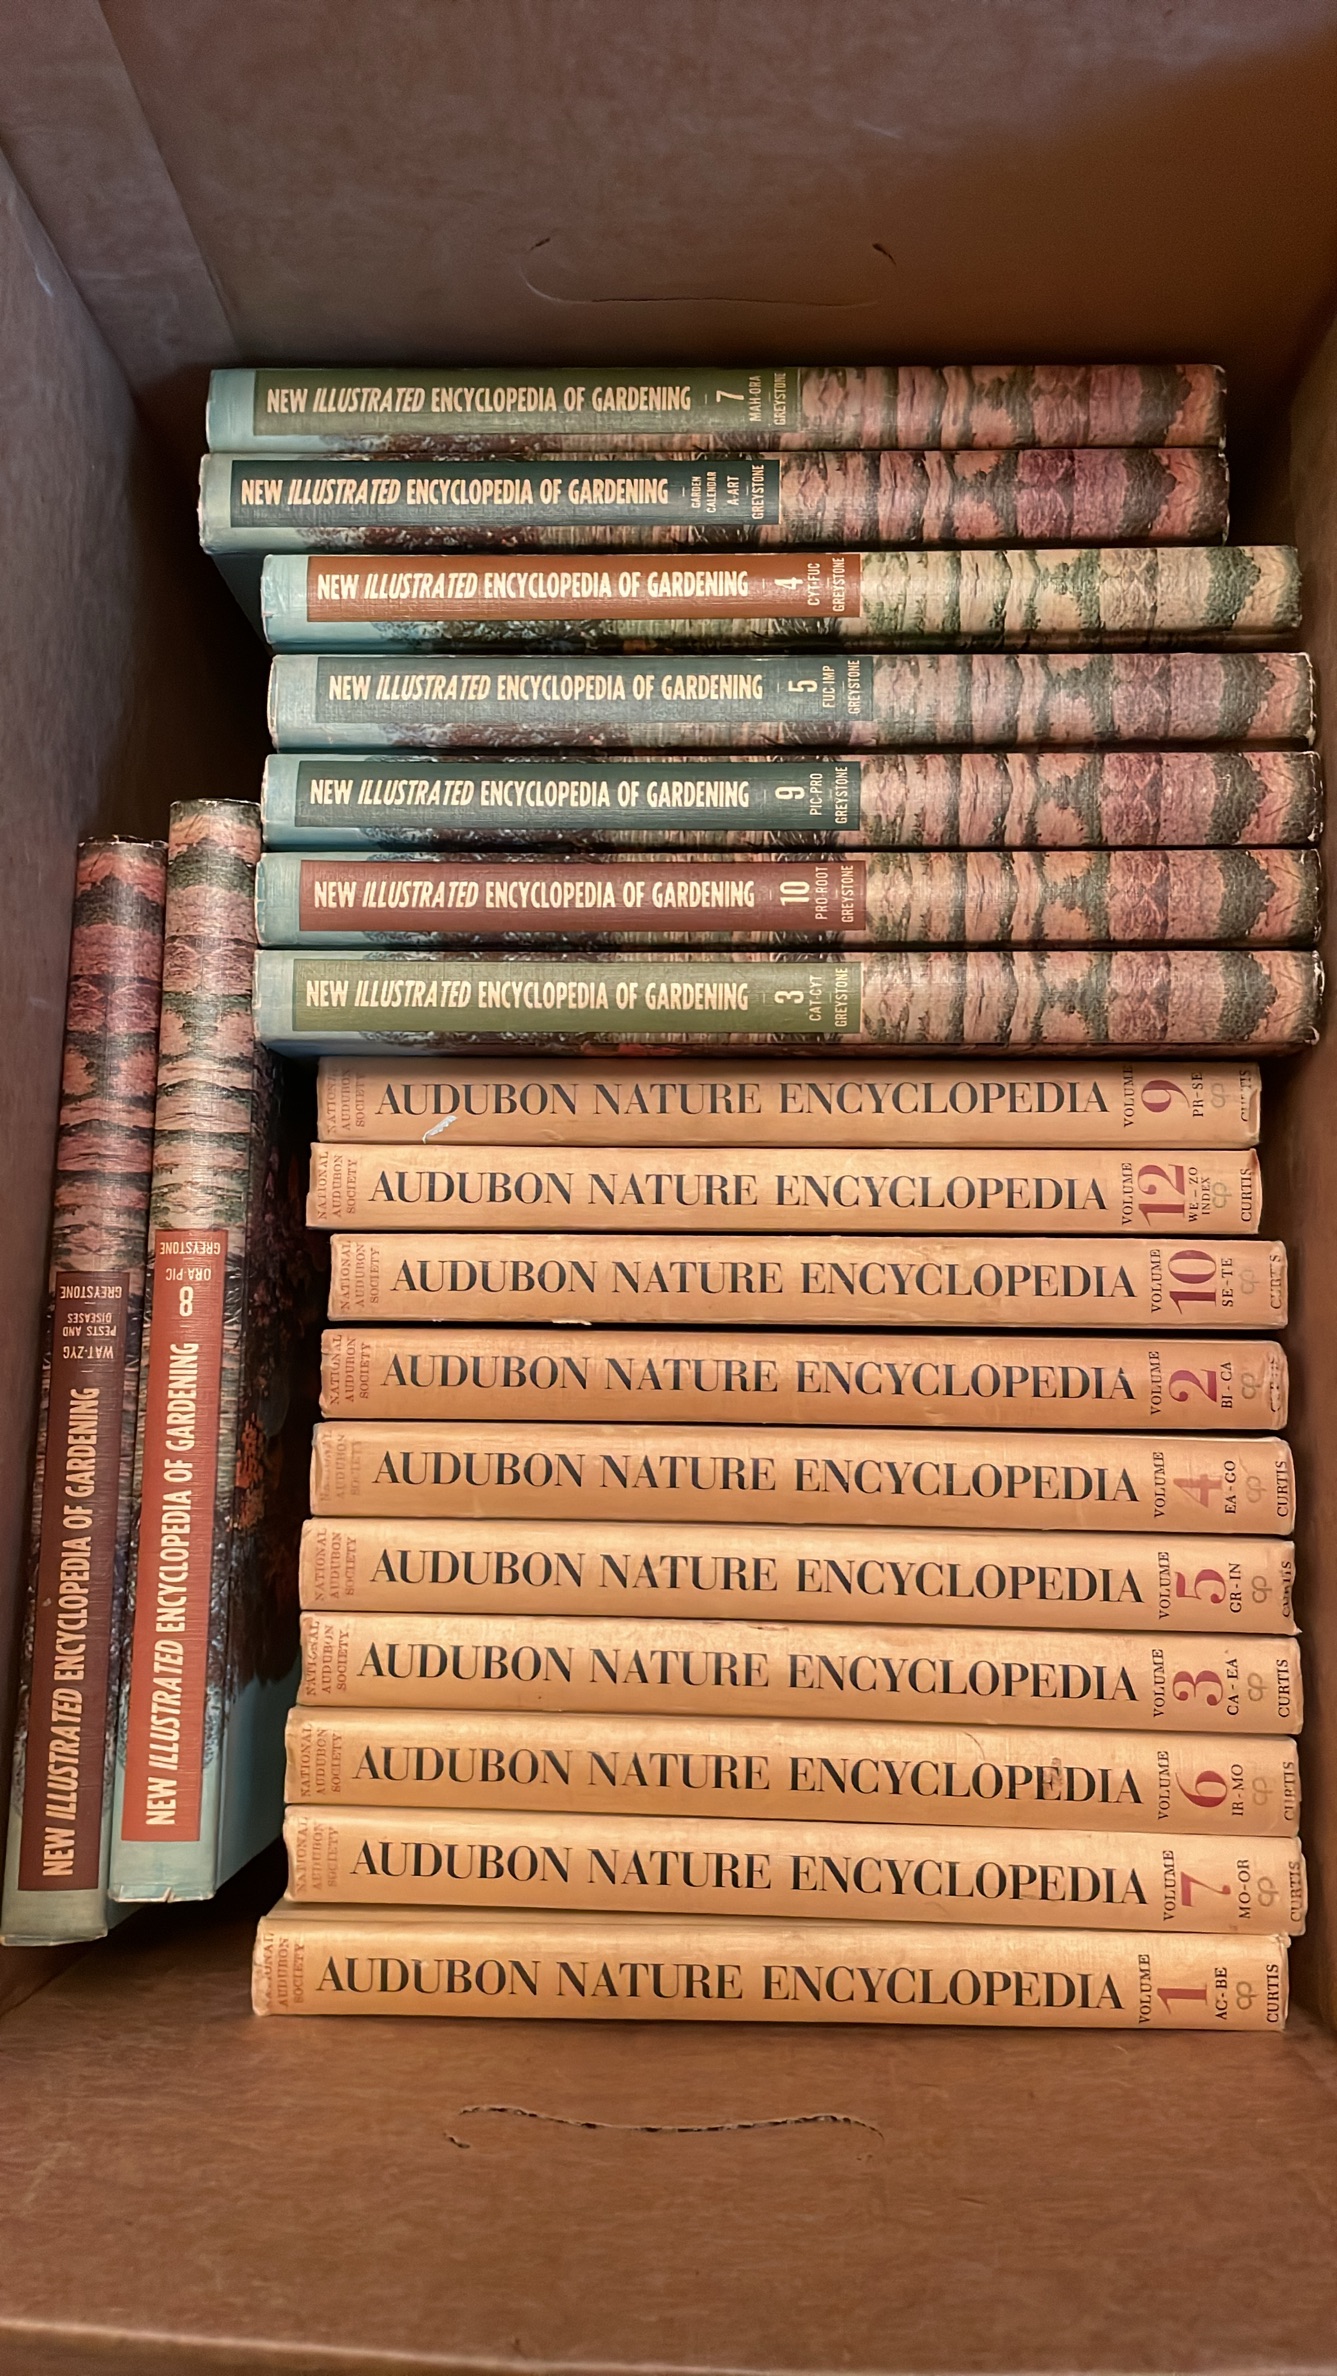 NEW ILLUSTRATED ENCYCLOPEDIA OF GARDENING 7 MAH-ORA GREYSTONE
NEW ILLUSTRATED ENCYCLOPEDIA OF GARDENING GARDEN CALENDAR A-ART GREYSTONE
NEW ILLUSTRATED ENCYCLOPEDIA OF GARDENING 4 CYT-FUC GREYSTONE
NEW ILLUSTRATED ENCYCLOPEDIA OF GARDENING 5 FUC-IMP GREYSTONE
NEW ILLUSTRATED ENCYCLOPEDIA OF GARDENING 9 PIC-PRO GREYSTONE
NEW ILLUSTRATED ENCYCLOPEDIA OF GARDENING 10 PRO-ROOT GREYSTONE
NEW ILLUSTRATED ENCYCLOPEDIA OF GARDENING 3 CAT-CYT GREYSTONE
NEW ILLUSTRATED ENCYCLOPEDIA OF GARDENING WAT-ZYG PESTS AND DISEASES GREYSTONE
NEW ILLUSTRATED ENCYCLOPEDIA OF GARDENING 8 ORA-PIC GREYSTONE
NATIONAL AUDUBON SOCIETY AUDUBON NATURE ENCYCLOPEDIA VOLUME 9 PR-SE CURTIS
NATIONAL AUDUBON SOCIETY AUDUBON NATURE ENCYCLOPEDIA VOLUME 12 WE-ZO INDEX CURTIS
NATIONAL AUDUBON SOCIETY AUDUBON NATURE ENCYCLOPEDIA VOLUME 10 SE-TE CURTIS
NATIONAL AUDUBON SOCIETY AUDUBON NATURE ENCYCLOPEDIA VOLUME 2 BI-CA
NATIONAL AUDUBON SOCIETY AUDUBON NATURE ENCYCLOPEDIA VOLUME 4 EA-GO CURTIS
NATIONAL AUDUBON SOCIETY AUDUBON NATURE ENCYCLOPEDIA VOLUME 5 GR-IN CURTIS
NATIONAL AUDUBON SOCIETY AUDUBON NATURE ENCYCLOPEDIA VOLUME 3 CA-EA CURTIS
NATIONAL AUDUBON SOCIETY AUDUBON NATURE ENCYCLOPEDIA VOLUME 6 IR-MO CURTIS
NATIONAL AUDUBON SOCIETY AUDUBON NATURE ENCYCLOPEDIA VOLUME 7 MO-OR CURTIS
NATIONAL AUDUBON SOCIETY AUDUBON NATURE ENCYCLOPEDIA VOLUME 1 AC-BE CURTIS